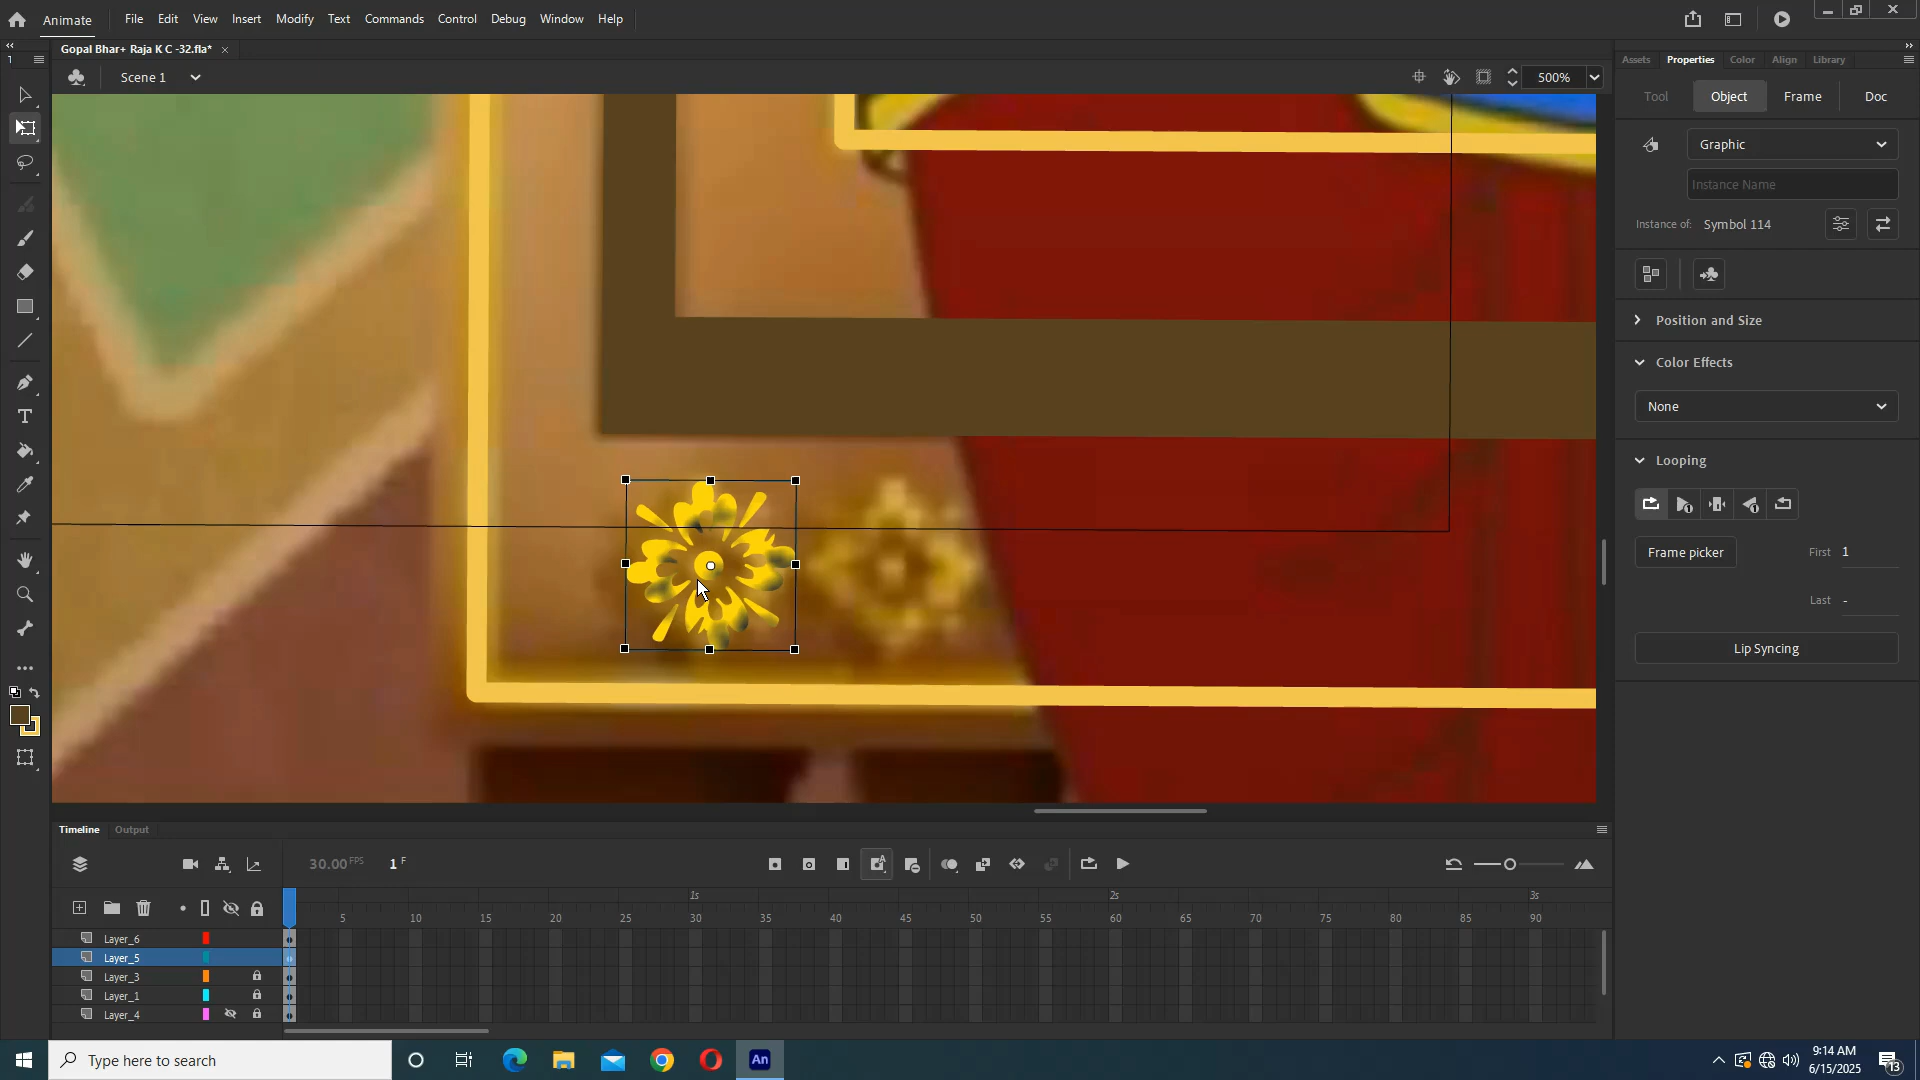 Animate File Edit View Insert Modify Text Commands Control Debug Window Help
Gopal Bhar+ Raja K C -32.fla* ×
Assets Properties Color Align Library
Scene 1 500%
Tool Object Frame Doc
Graphic
Instance Name
Instance of: Symbol 114
Position and Size
Color Effects
None
Looping
Frame picker First 1
Last -
Lip Syncing
Timeline Output
30.00 FPS 1 F
1s 2s 3s
5 10 15 20 25 30 35 40 45 50 55 60 65 70 75 80 85 90
Layer_6
Layer_5
Layer_3
Layer_1
Layer_4
Type here to search
An
9:14 AM
6/15/2025
13